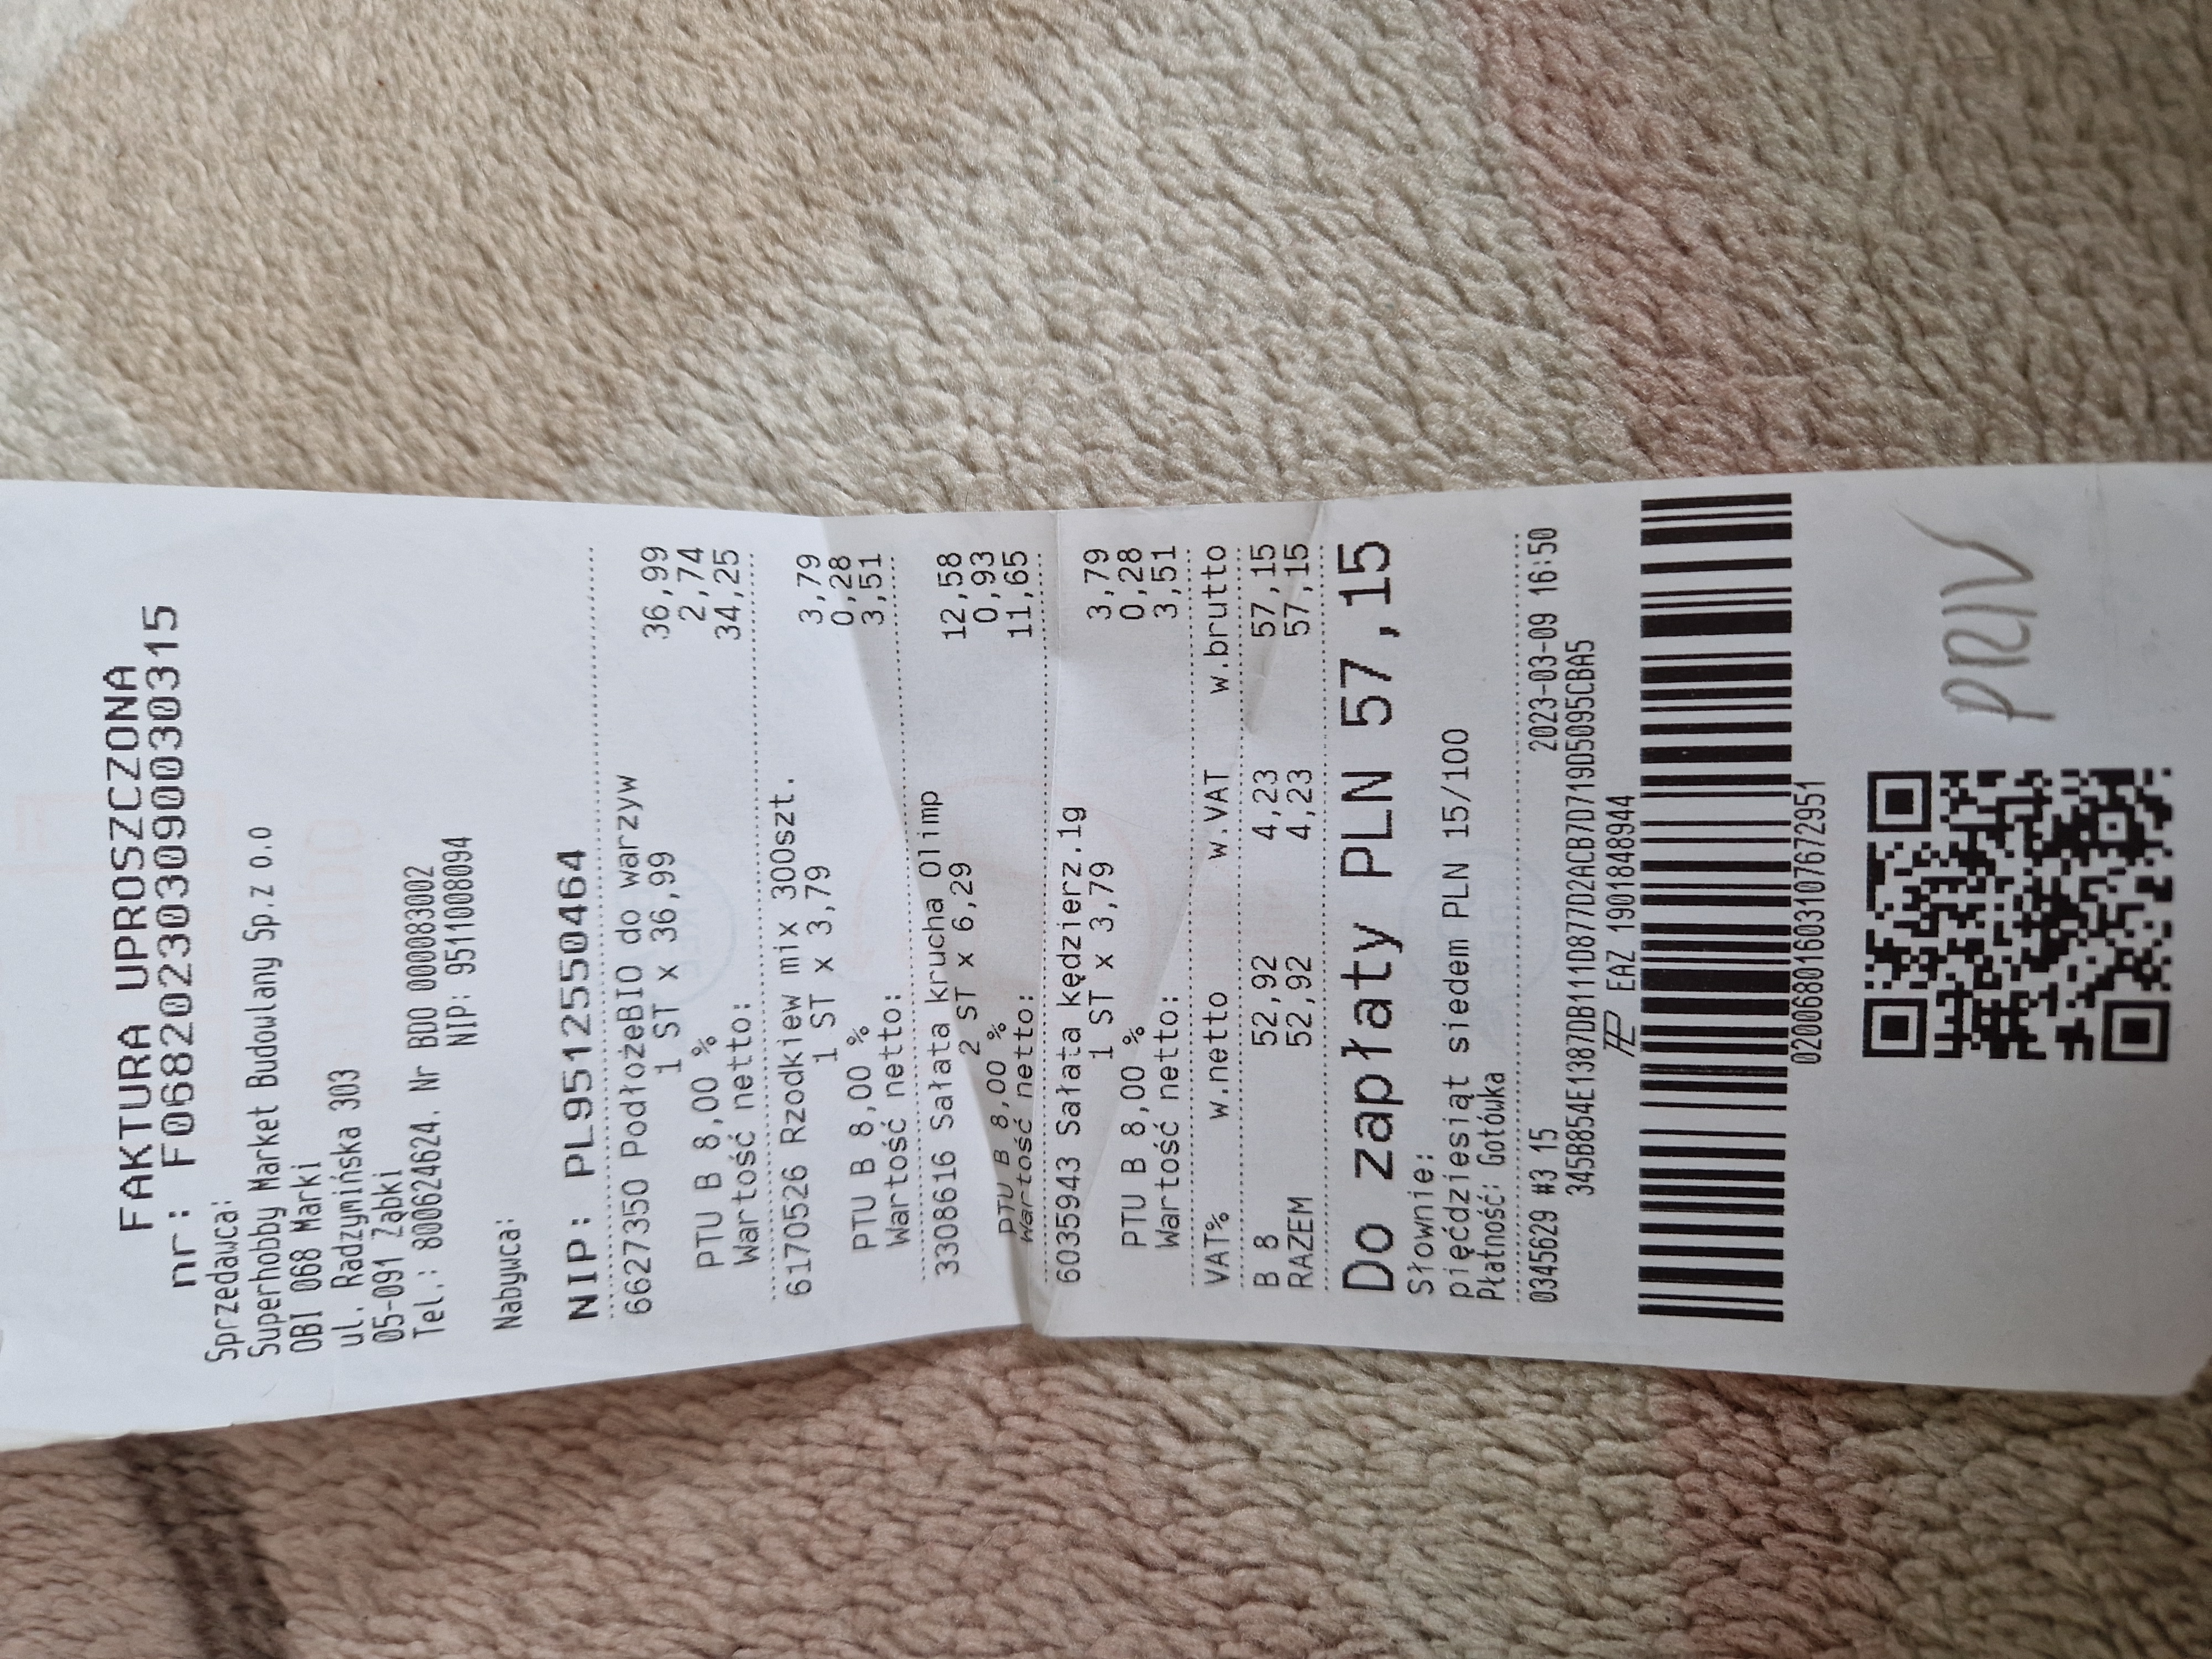 FAKTURA UPROSZCZONA
nr: F068202303090030315
Sprzedawca:
Superhobby Market Budowlany Sp.z o.o
OBI 068 Marki
ul. Radzymińska 303
05-091 Ząbki
Tel.: 800624624. Nr BDO 000083002
NIP: 9511008094
Nabywca:
NIP: PL9512550464
6627350 PodłożeBIO do warzyw
1 ST x 36,99 36,99
PTU B 8,00 % 2,74
Wartość netto: 34,25
6170526 Rzodkiew mix 300szt.
1 ST x 3,79 3,79
PTU B 8,00 % 0,28
Wartość netto: 3,51
3308616 Sałata krucha Olimp
2 ST x 6,29 12,58
PTU B 8,00 % 0,93
Wartość netto: 11,65
6035943 Sałata kędzierz.1g
1 ST x 3,79 3,79
PTU B 8,00 % 0,28
Wartość netto: 3,51
VAT% w.netto w.VAT w.brutto
B 8 52,92 4,23 57,15
RAZEM 52,92 4,23 57,15
Do zapłaty PLN 57,15
Słownie:
pięćdziesiąt siedem PLN 15/100
Płatność: Gotówka
0345629 #3 15 2023-03-09 16:50
345B854E1387DB111D877D2ACB7D719D5095CBA5
EAZ 1901848944
02006801603107672951
PRIV